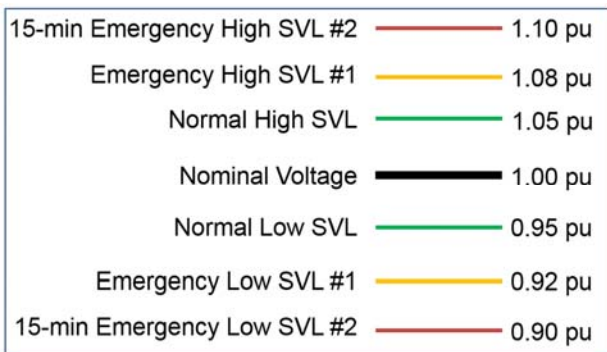 15-min Emergency High SVL #2 1.10 pu
Emergency High SVL #1 1.08 pu
Normal High SVL 1.05 pu
Nominal Voltage 1.00 pu
Normal Low SVL 0.95 pu
Emergency Low SVL #1 0.92 pu
15-min Emergency Low SVL #2 0.90 pu